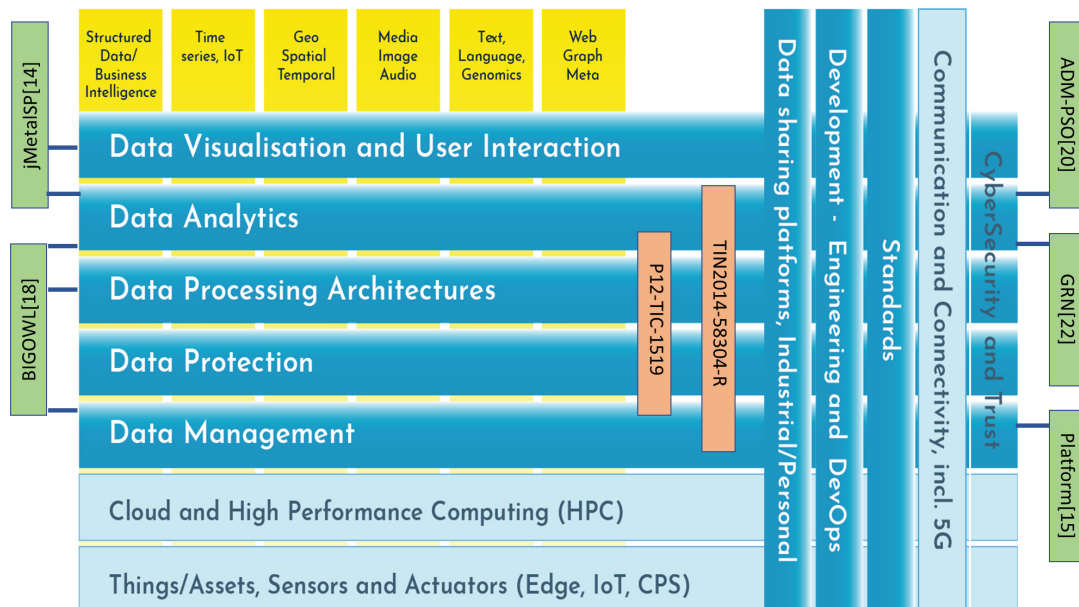 Structured
Data/
Business
Intelligence
Time
series, IoT
Geo
Spatial
Temporal
Media
Image
Audio
Text,
Language,
Genomics
Web
Graph
Meta
jMetalSP[14]
BIGOWL[18]
Data Visualisation and User Interaction
Data Analytics
Data Processing Architectures
Data Protection
Data Management
Cloud and High Performance Computing (HPC)
Things/Assets, Sensors and Actuators (Edge, IoT, CPS)
P12-TIC-1519
TIN2014-58304-R
Data sharing platforms, Industrial/Personal
Development - Engineering and DevOps
Standards
Communication and Connectivity, incl. 5G
CyberSecurity and Trust
ADM-PSO[20]
GRN[22]
Platform[15]